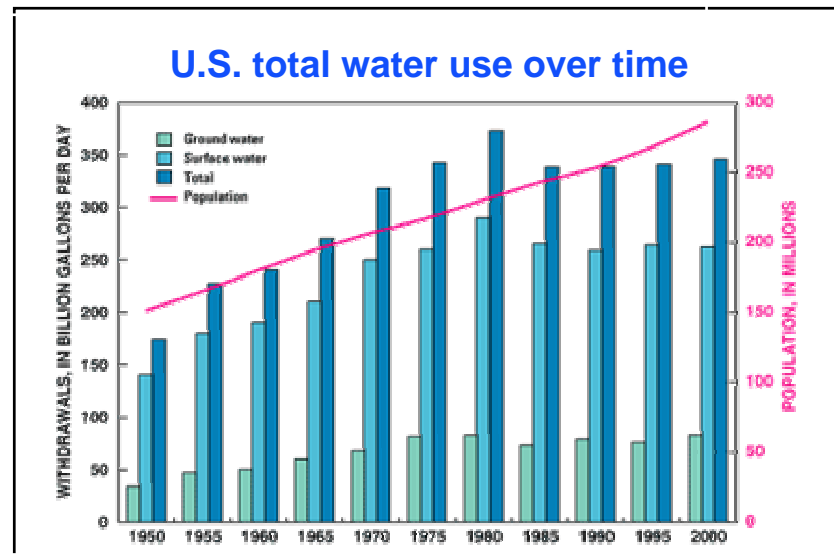 U.S. total water use over time
WITHDRAWALS, IN BILLION GALLONS PER DAY
400
350
300
250
200
150
100
50
0
Ground water
Surface water
Total
Population
300
250
200
150
100
50
0
POPULATION, IN MILLIONS
1950 1955 1960 1965 1970 1975 1980 1985 1990 1995 2000